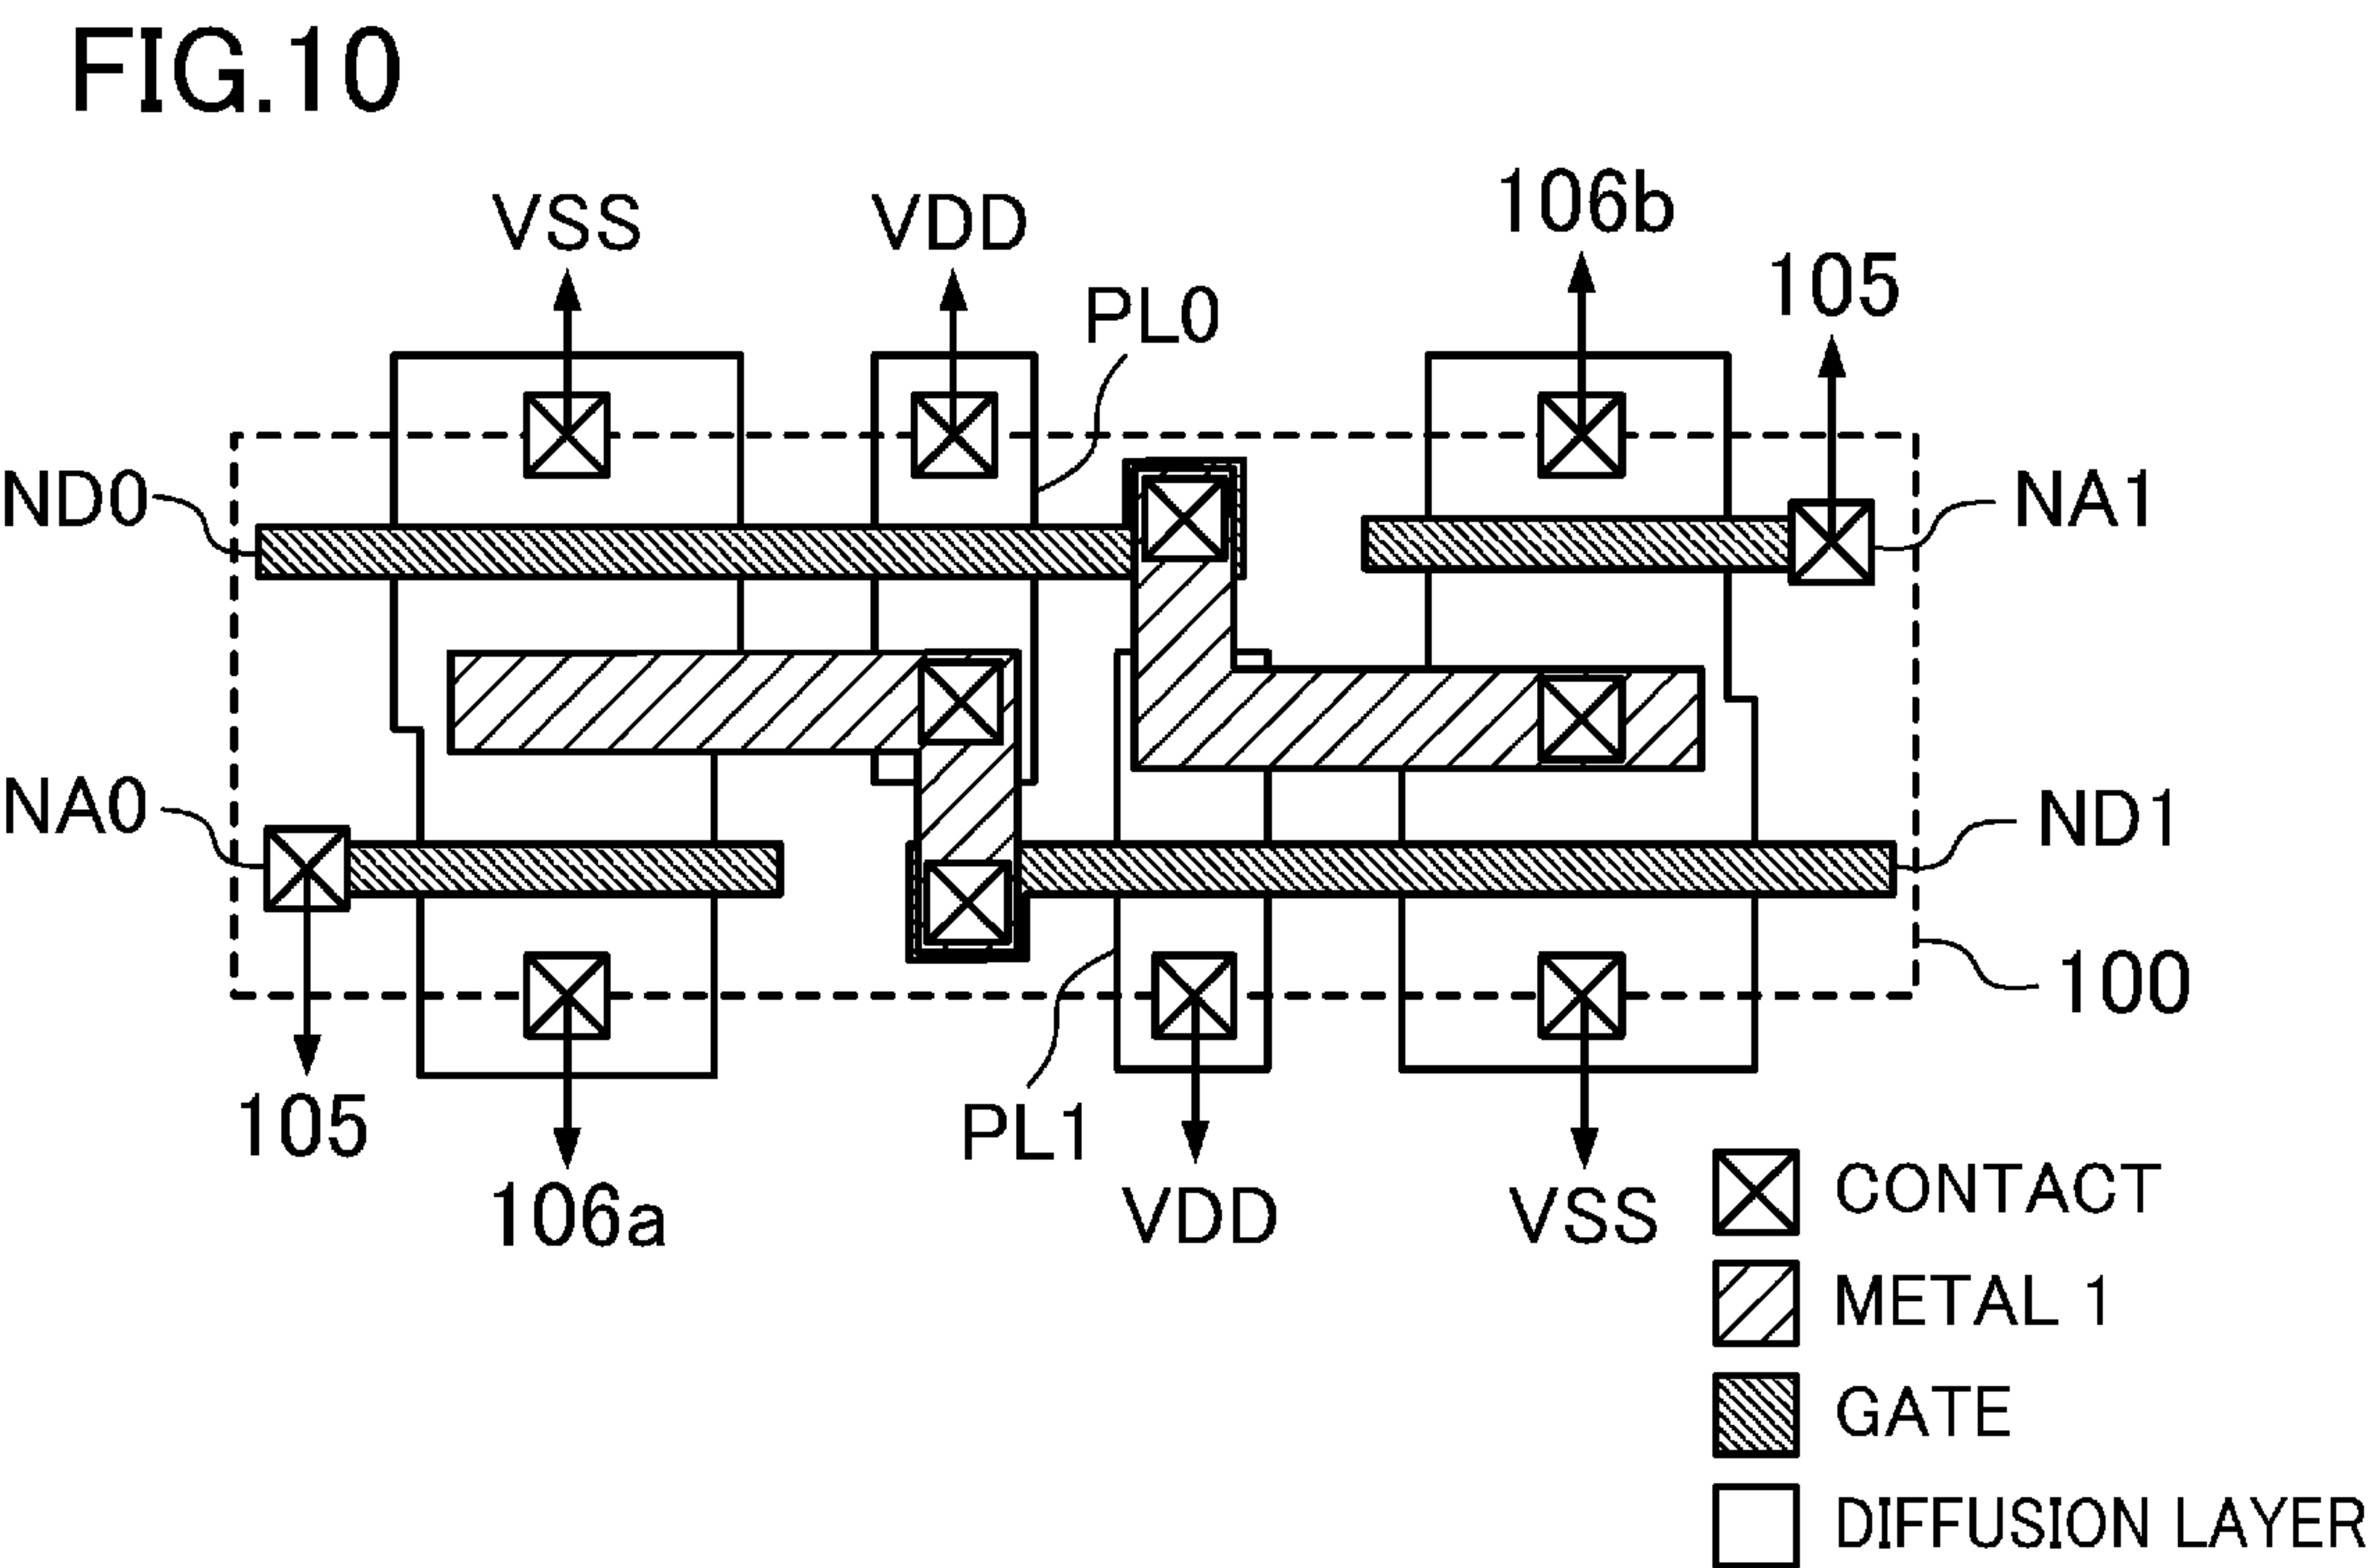 FIG.10
VSS
VDD
106b
105
PL0
ND0
NA1
NA0
ND1
100
105
106a
PL1
VDD
VSS
CONTACT
METAL 1
GATE
DIFFUSION LAYER